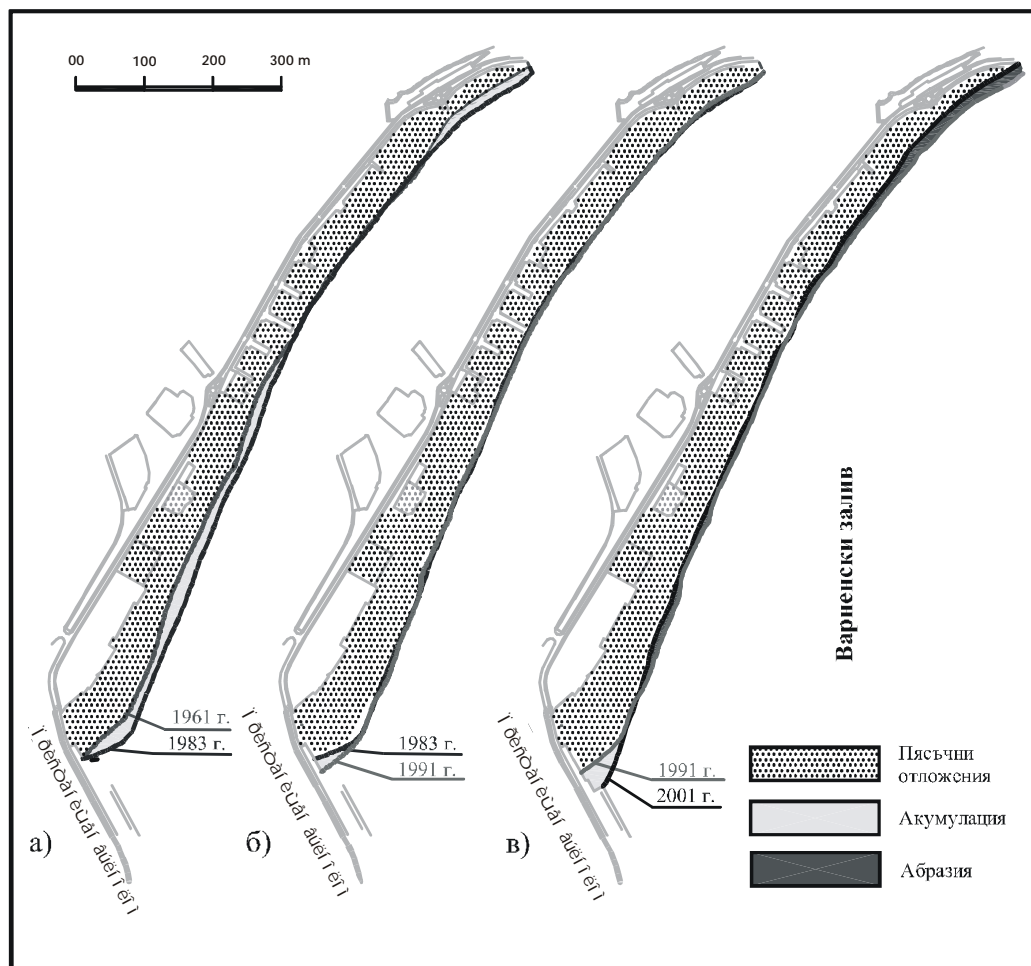 00 100 200 300 m
1961 г.
1983 г.
1983 г.
1991 г.
1991 г.
2001 г.
а)
б)
в)
Варненски залив
Пясъчни
отложения
Акумулация
Абразия